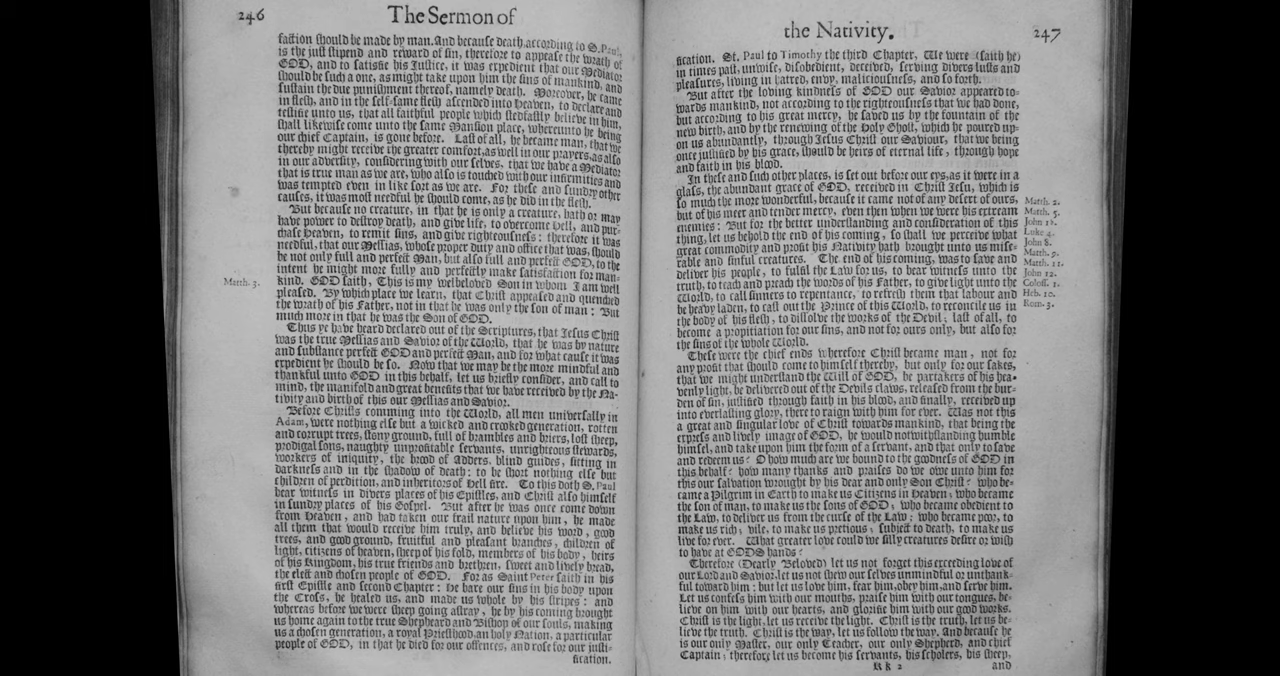 246
The Sermon of
faction should be made by man. And because death, according to S. Paul,
is the just stipend and reward of sin, therefore to appease the wrath of
GOD, and to satisfie his Justice, it was expedient that our Mediator
should be such a one, as might take upon him the sins of mankind, and
sustain the due punishment thereof, namely death. Moreover, he came
in flesh, and in the self-same flesh ascended into Heaven, to declare and
testifie unto us, that all faithful people which stedfastly believe in him,
shall likewise come unto the same Mansion place, whereunto he being
our chief Captain, is gone before. Last of all, he became man, that we
thereby might receive the greater comfort, as well in our prayers, as also
in our adversity, considering with our selves, that we have a Mediator
that is true man as we are, who also is touched with our infirmities and
was tempted even in like sort as we are. For these and sundry other
causes, it was most needful he should come, as he did in the flesh.
But because no creature, in that he is only a creature, hath or may
have power to destroy death, and give life, to overcome Hell, and pur-
chase Heaven, to remit sins, and give righteousness: therefore it was
needful, that our Messias, whose proper duty and office that was, should
be not only full and perfect Man, but also full and perfect GOD, to the
intent he might more fully and perfectly make satisfaction for man-
kind. GOD saith, This is my welbeloved Son in whom I am well
pleased. By which place we learn, that Christ appeased and quenched
the wrath of his Father, not in that he was only the son of man: But
much more in that he was the Son of GOD.
Matth. 3.
Thus ye have heard declared out of the Scriptures, that Jesus Christ
was the true Messias and Savior of the World, that he was by nature
and substance perfect GOD and perfect Man, and for what cause it was
expedient he should be so. Now that we may be the more mindful and
thankful unto GOD in this behalf, let us briefly consider, and call to
mind, the manifold and great benefits that we have received by the Na-
tivity and birth of this our Messias and Savior.
Before Christs comming into the World, all men universally in
Adam, were nothing else but a wicked and crooked generation, rotten
and corrupt trees, stony ground, full of brambles and briers, lost sheep,
prodigal sons, naughty unprofitable servants, unrighteous stewards,
workers of iniquity, the brood of Adders, blind guides, sitting in
darkness and in the shadow of death: to be short nothing else but
children of perdition, and inheritors of Hell fire. To this doth S. Paul
bear witness in divers places of his Epistles, and Christ also himself
in sundry places of his Gospel. But after he was once come down
from Heaven, and had taken our frail nature upon him, he made
all them that would receive him truly, and believe his word, good
trees, and good ground, fruitful and pleasant branches, children of
light, citizens of heaven, sheep of his fold, members of his body, heirs
of his Kingdom, his true friends and brethren, sweet and lively bread,
the elect and chosen people of GOD. For as Saint Peter saith in his
first Epistle and second Chapter: He bare our sins in his body upon
the Cross, he healed us, and made us whole by his stripes: and
whereas before we were sheep going astray, he by his coming brought
us home again to the true Shepheard and Bishop of our souls, making
us a chosen generation, a royal Priesthood an holy Nation, a particular
people of GOD, in that he died for our offences, and rose for our justi-
fication.
the Nativity.
247
fication. St. Paul to Timothy the third Chapter, We were (saith he)
in times past, unwise, disobedient, deceived, serving divers lusts and
pleasures, living in hatred, envy, maliciousness, and so forth.
But after the loving kindness of GOD our Savior appeared to-
wards mankind, not according to the righteousness that we had done,
but according to his great mercy, he saved us by the fountain of the
new birth, and by the renewing of the Holy Ghost, which he poured up-
on us abundantly, through Jesus Christ our Saviour, that we being
once justified by his grace, should be heirs of eternal life, through hope
and faith in his blood.
In these and such other places, is set out before our eys, as it were in a
glass, the abundant grace of GOD, received in Christ Jesu, which is
so much the more wonderful, because it came not of any desert of ours,
but of his meer and tender mercy, even then when we were his extream
enemies: But for the better understanding and consideration of this
thing, let us behold the end of his coming, so shall we perceive what
great commodity and profit his Nativity hath brought unto us mise-
rable and sinful creatures. The end of his coming, was to save and
deliver his people, to fulfil the Law for us, to bear witness unto the
truth, to teach and preach the words of his Father, to give light unto the
World, to call sinners to repentance, to refresh them that labour and
be heavy laden, to cast out the Prince of this World, to reconcile us in
the body of his flesh, to dissolve the works of the Devil; last of all, to
become a propitiation for our sins, and not for ours only, but also for
the sins of the whole World.
Matth. 2.
Matth. 5.
John 18.
Luke 4.
John 8.
Matth. 9.
Matth. 11.
John 12.
Coloss. 1.
Heb. 10.
Rom. 3.
These were the chief ends wherefore Christ became man, not for
any profit that should come to himself thereby, but only for our sakes,
that we might understand the Will of GOD, be partakers of his hea-
venly light, be delivered out of the Devils claws, released from the bur-
den of sin, justified through faith in his blood, and finally, received up
into everlasting glory, there to raign with him for ever. Was not this
a great and singular love of Christ towards mankind, that being the
express and lively image of GOD, he would notwithstanding humble
himself, and take upon him the form of a servant, and that only to save
and redeem us? O how much are we bound to the goodness of GOD in
this behalf? how many thanks and praises do we owe unto him for
this our salvation wrought by his dear and only Son Christ? who be-
came a Pilgrim in Earth to make us Citizens in Heaven; who became
the son of man, to make us the sons of GOD; who became obedient to
the Law, to deliver us from the curse of the Law; who became poor, to
make us rich; vile, to make us pretious; subject to death, to make us
live for ever. What greater love could we silly creatures desire or wish
to have at GODS hands?
Therefore (Dearly Beloved) let us not forget this exceeding love of
our Lord and Savior, let us not shew our selves unmindful or unthank-
ful toward him: but let us love him, fear him, obey him, and serve him.
Let us confess him with our mouths, praise him with our tongues, be-
lieve on him with our hearts, and glorifie him with our good works.
Christ is the light, let us receive the light. Christ is the truth, let us be-
lieve the truth. Christ is the way, let us follow the way. And because he
is our only Master, our only Teacher, our only Shepherd, and chief
Captain; therefore let us become his servants, his scholers, his sheep,
Kk 2
and